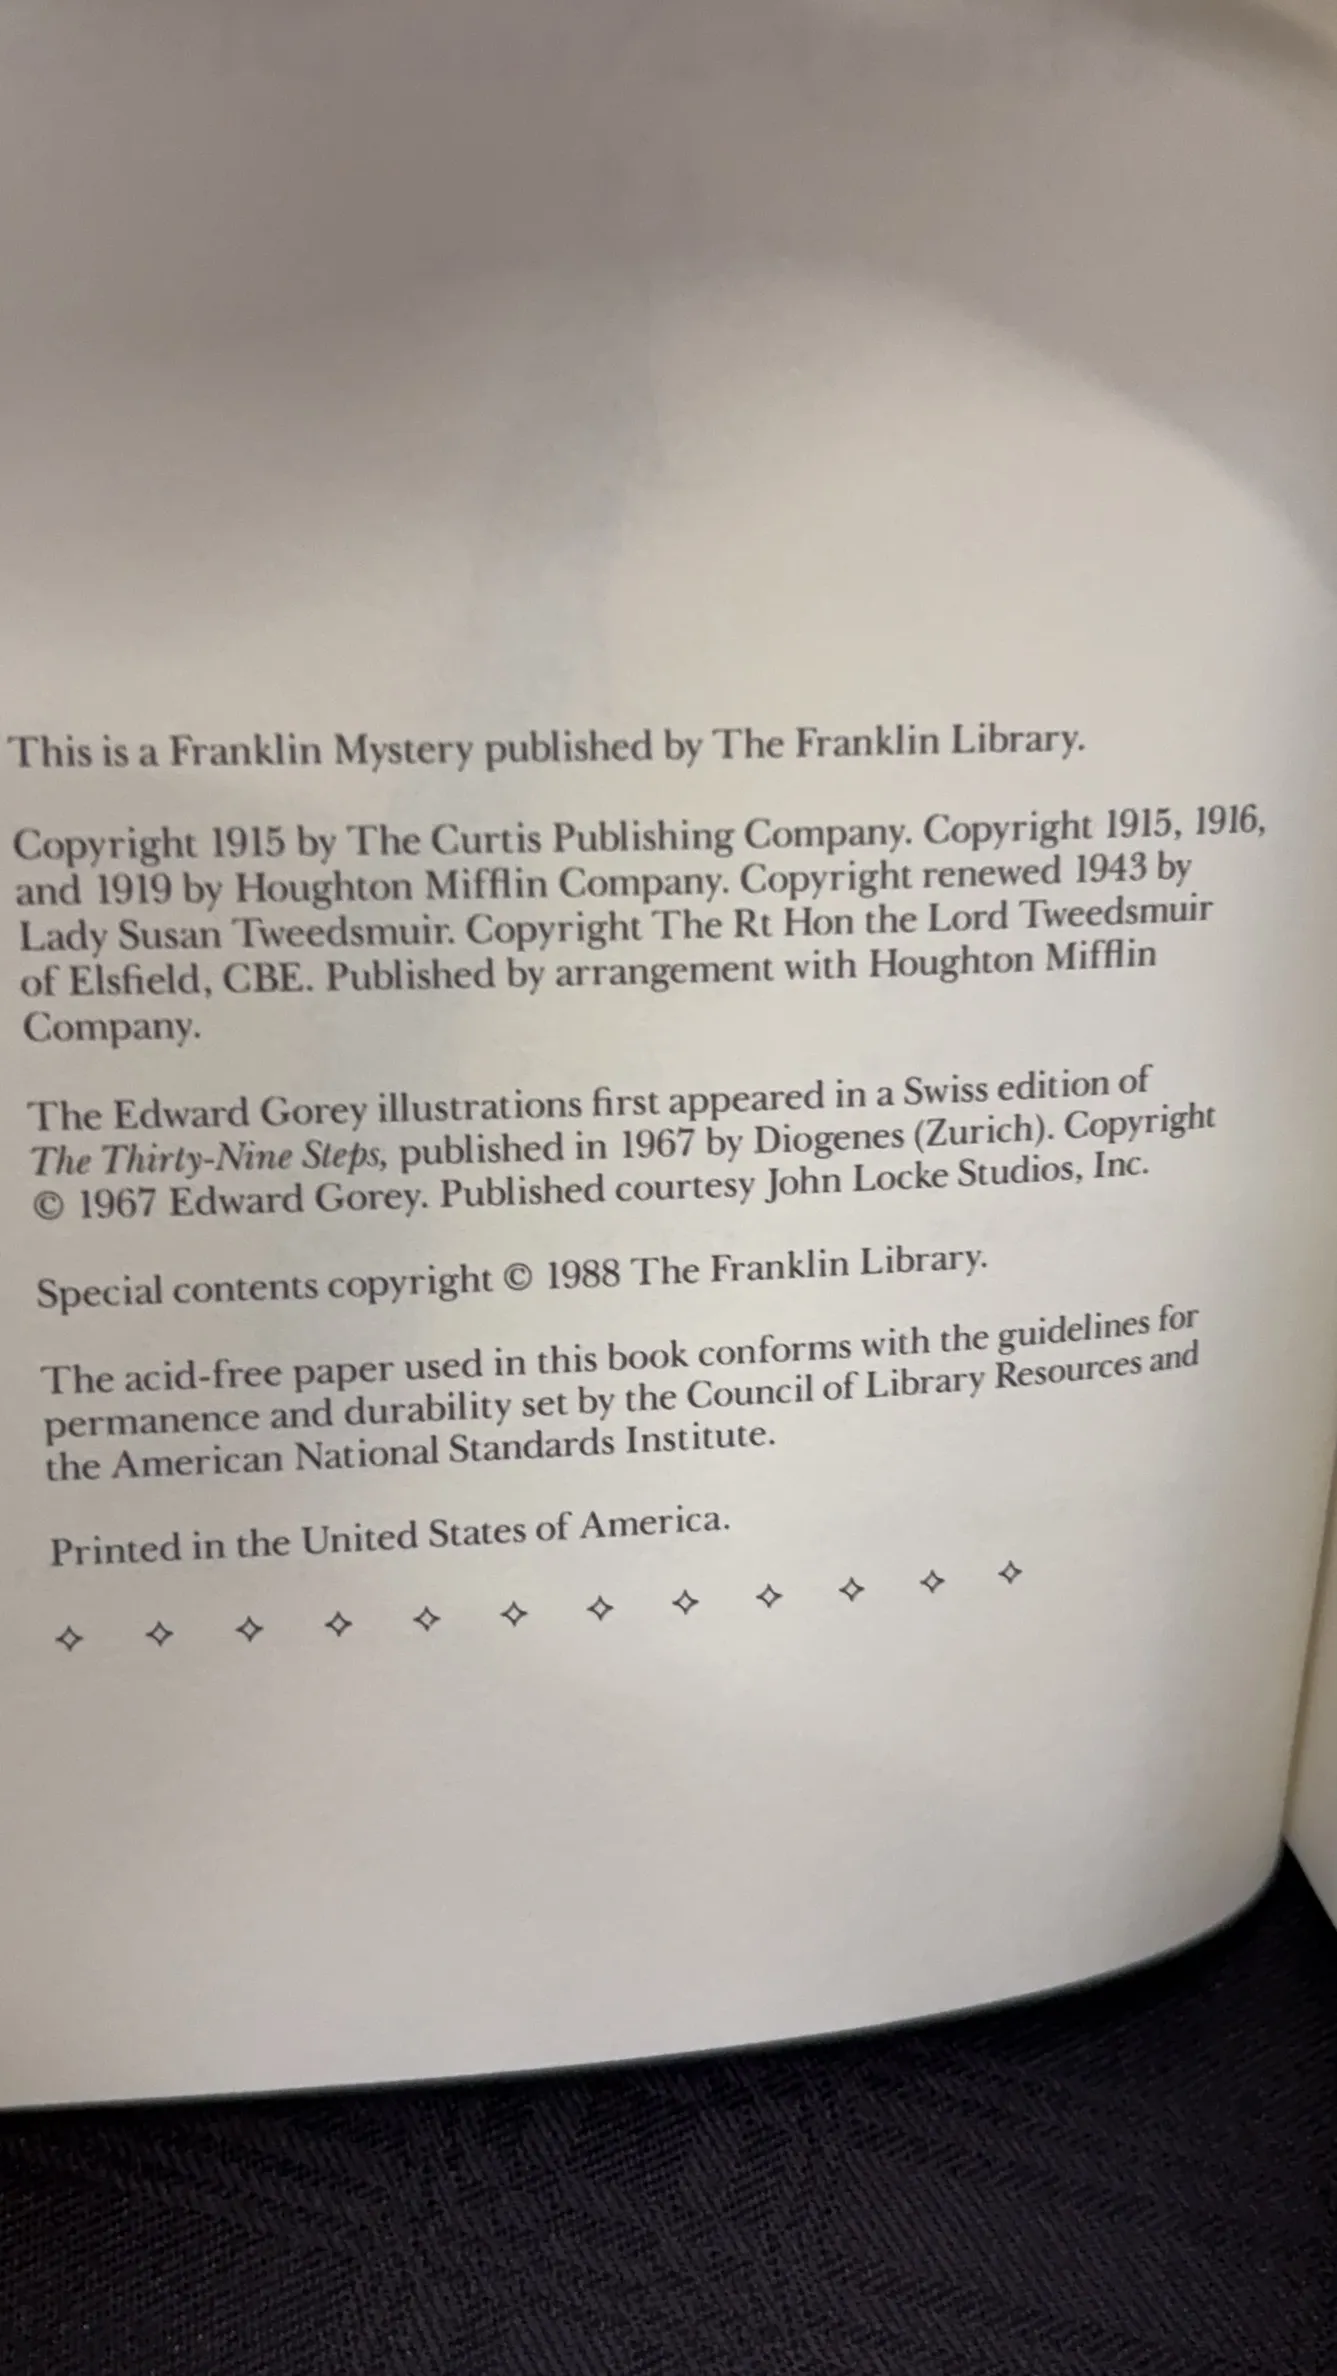 This is a Franklin Mystery published by The Franklin Library.
Copyright 1915 by The Curtis Publishing Company. Copyright 1915, 1916,
and 1919 by Houghton Mifflin Company. Copyright renewed 1943 by
Lady Susan Tweedsmuir. Copyright The Rt Hon the Lord Tweedsmuir
of Elsfield, CBE. Published by arrangement with Houghton Mifflin
Company.
The Edward Gorey illustrations first appeared in a Swiss edition of
The Thirty-Nine Steps, published in 1967 by Diogenes (Zurich). Copyright
© 1967 Edward Gorey. Published courtesy John Locke Studios, Inc.
Special contents copyright © 1988 The Franklin Library.
The acid-free paper used in this book conforms with the guidelines for
permanence and durability set by the Council of Library Resources and
the American National Standards Institute.
Printed in the United States of America.